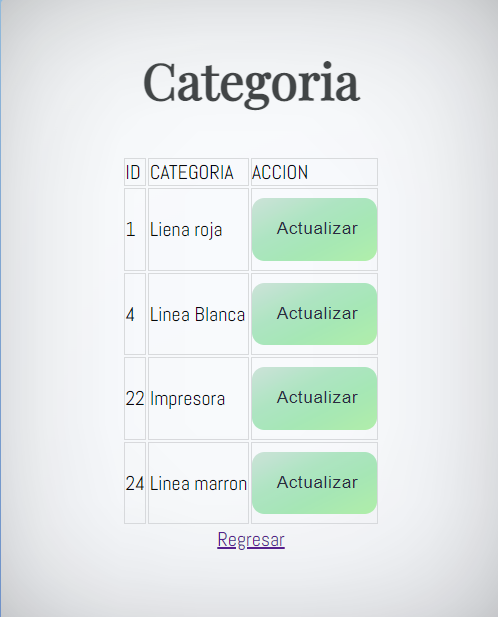 Categoria
ID CATEGORIA ACCION
1 Liena roja Actualizar
4 Linea Blanca Actualizar
22 Impresora Actualizar
24 Linea marron Actualizar
Regresar